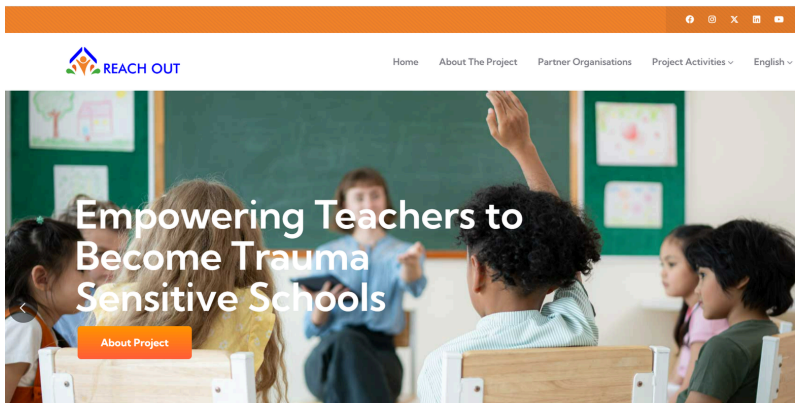 REACH OUT
Home About The Project Partner Organisations Project Activities English
Empowering Teachers to
Become Trauma
Sensitive Schools
About Project